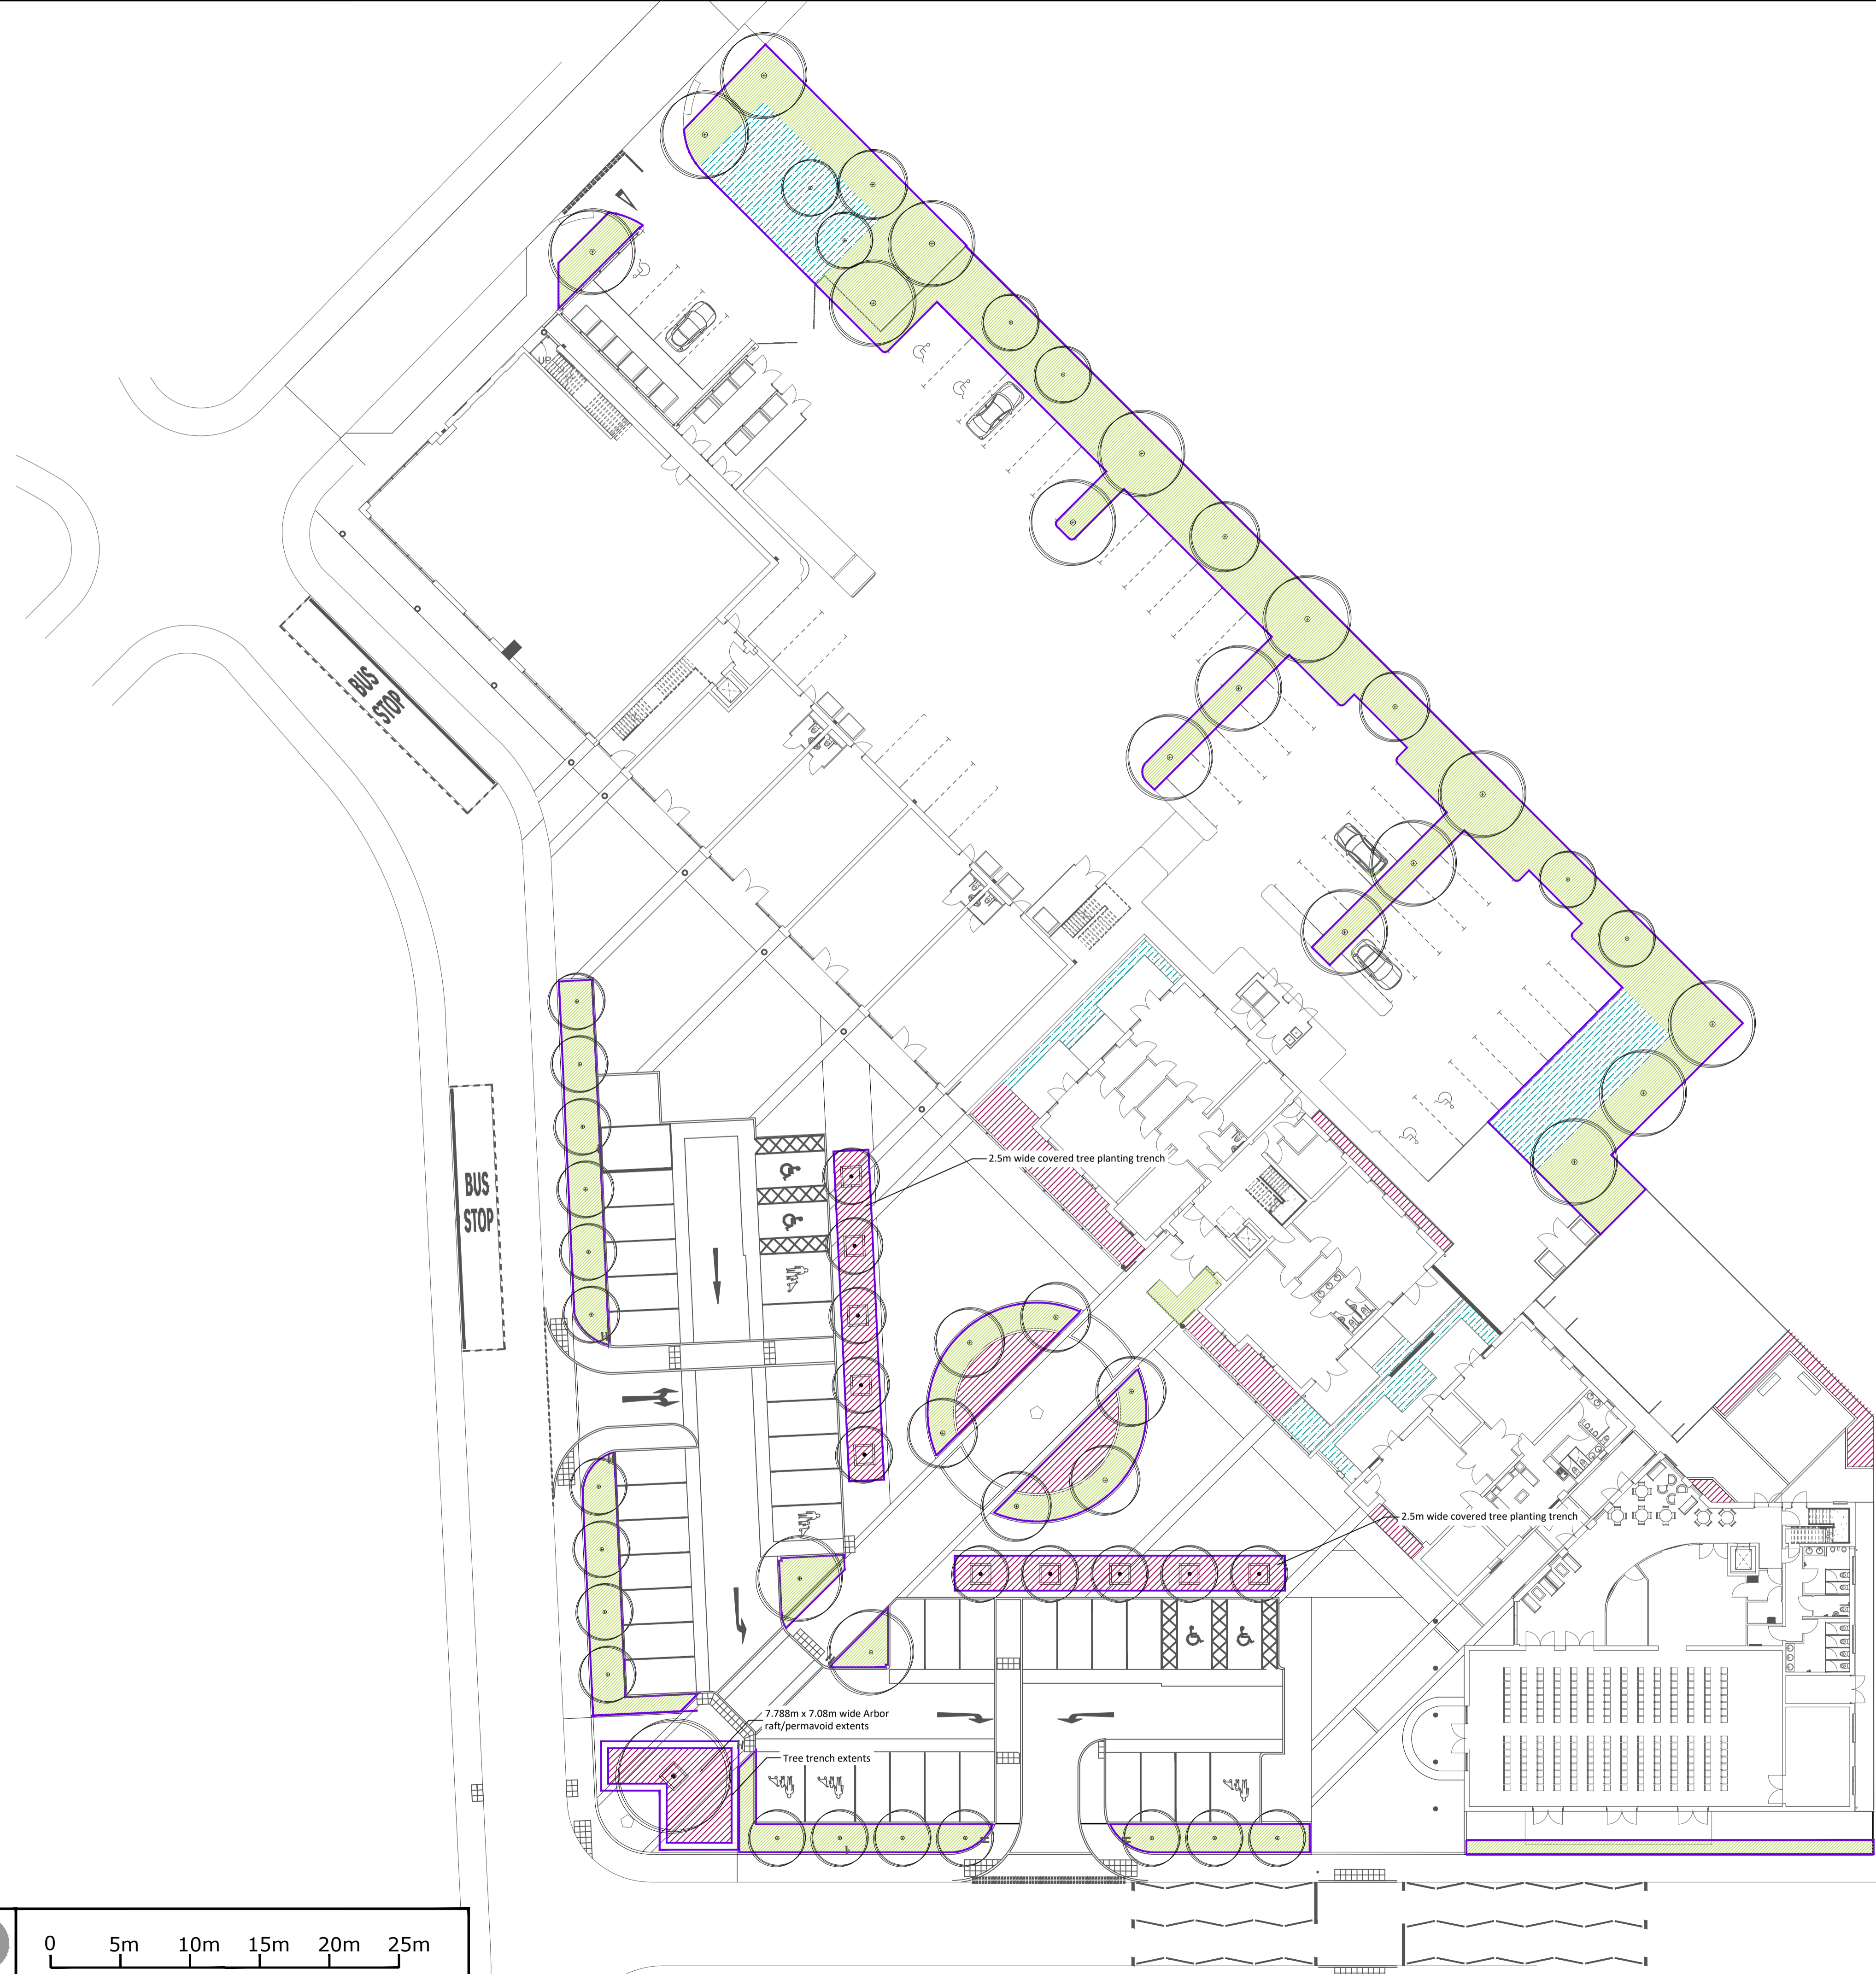 UP
BUS
STOP
2.5m wide covered tree planting trench
BUS
STOP
2.5m wide covered tree planting trench
7.788m x 7.08m wide Arbor
raft/permavoid extents
Tree trench extents
0 5m 10m 15m 20m 25m